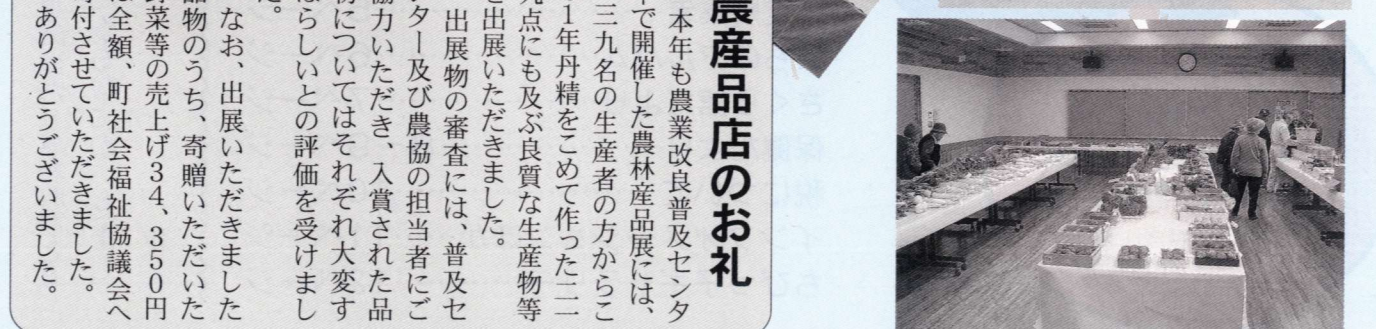 農産品店のお礼
本年も農業改良普及センタ
で開催した農林産品展には、
三九名の生産者の方からこ
の1年丹精をこめて作った二二
九点にも及ぶ良質な生産物等
を出展いただきました。
出展物の審査には、普及セ
ンター及び農協の担当者にご
協力いただき、入賞された品
物についてはそれぞれ大変す
ばらしいとの評価を受けまし
た。
なお、出展いただきました
品物のうち、寄贈いただいた
野菜等の売上げ34、350円
は全額、町社会福祉協議会へ
寄付させていただきました。
ありがとうございました。